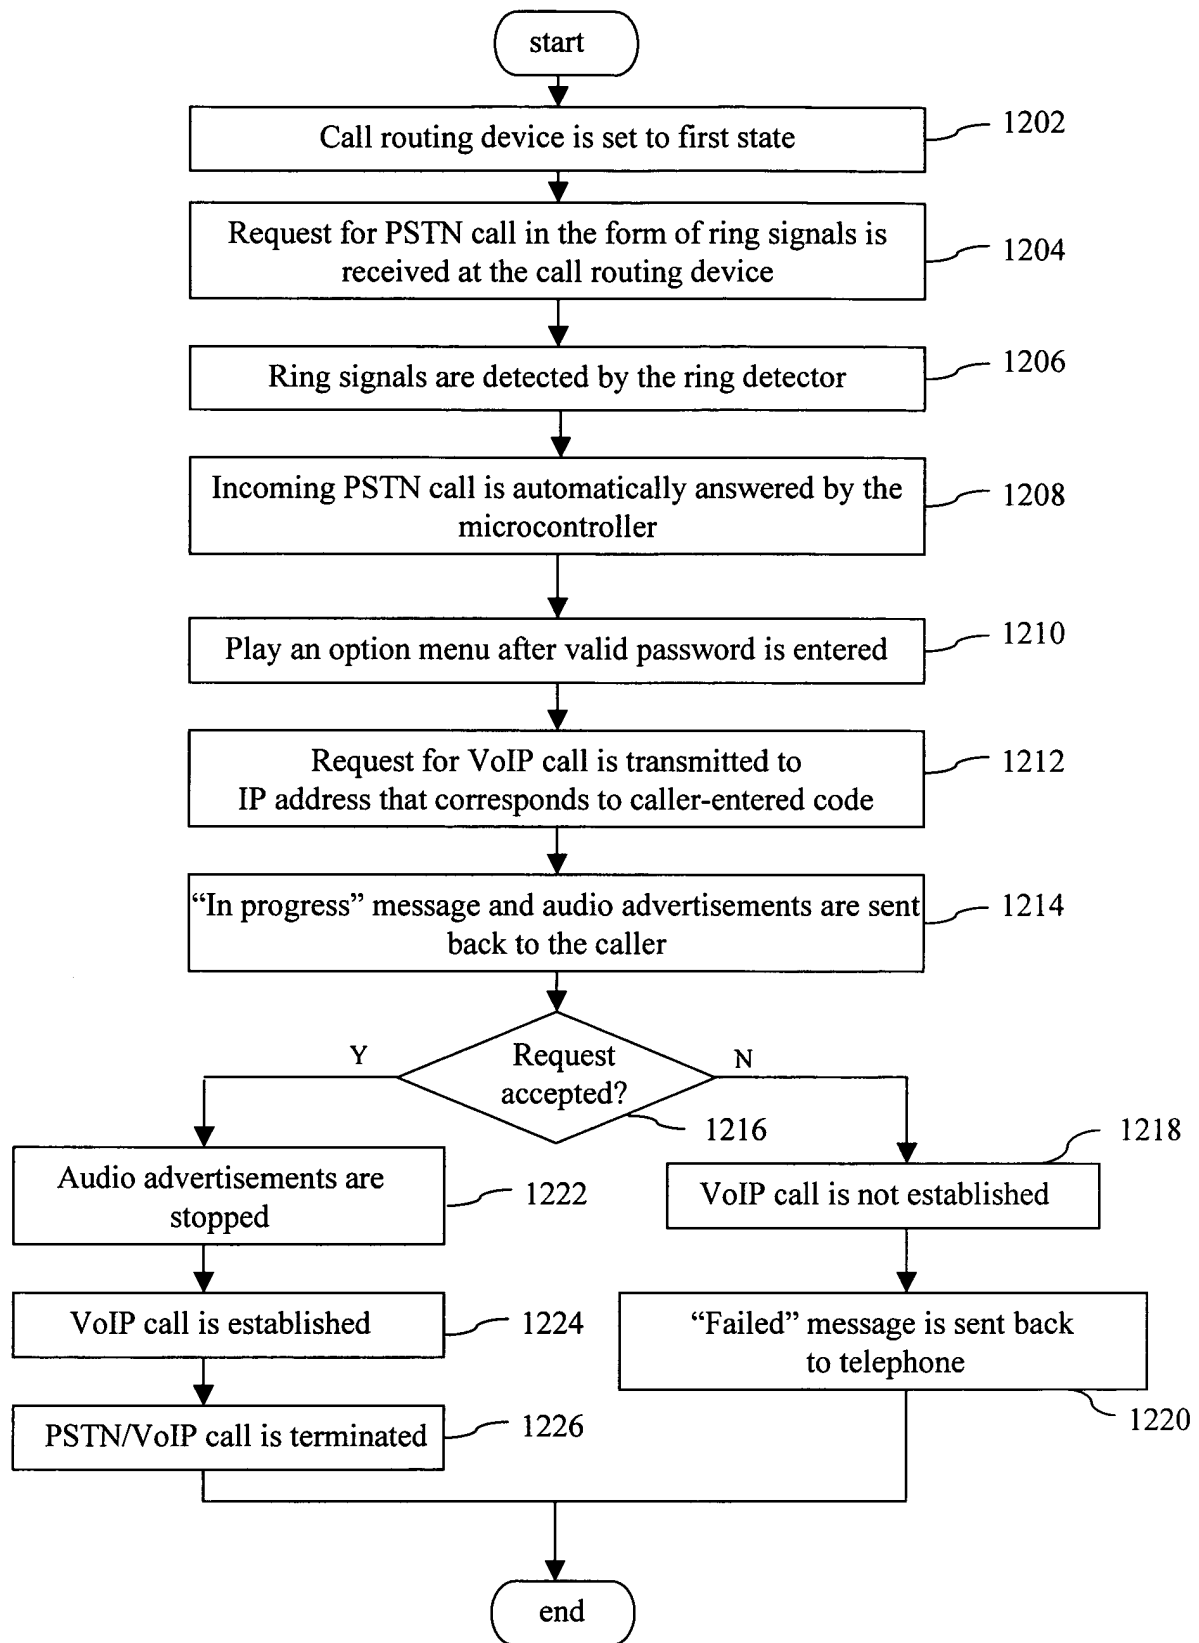 start
Call routing device is set to first state
1202
Request for PSTN call in the form of ring signals is
received at the call routing device
1204
Ring signals are detected by the ring detector
1206
Incoming PSTN call is automatically answered by the
microcontroller
1208
Play an option menu after valid password is entered
1210
Request for VoIP call is transmitted to
IP address that corresponds to caller-entered code
1212
“In progress” message and audio advertisements are sent
back to the caller
1214
Y
Request
accepted?
N
1216
Audio advertisements are
stopped
1222
1218
VoIP call is not established
VoIP call is established
1224
“Failed” message is sent back
to telephone
1220
PSTN/VoIP call is terminated
1226
end